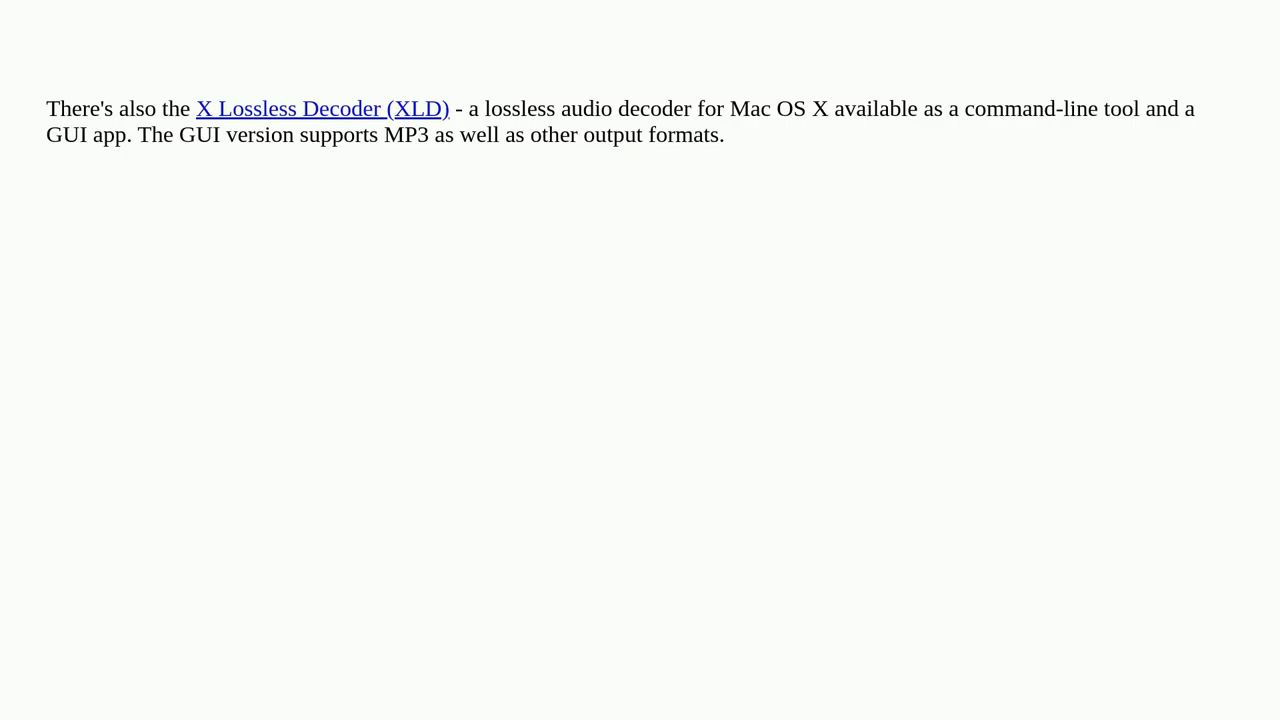 There's also the X Lossless Decoder (XLD) - a lossless audio decoder for Mac OS X available as a command-line tool and a
GUI app. The GUI version supports MP3 as well as other output formats.